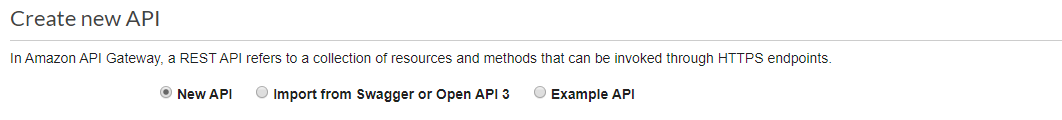 Create new API
In Amazon API Gateway, a REST API refers to a collection of resources and methods that can be invoked through HTTPS endpoints.
New API Import from Swagger or Open API 3 Example API